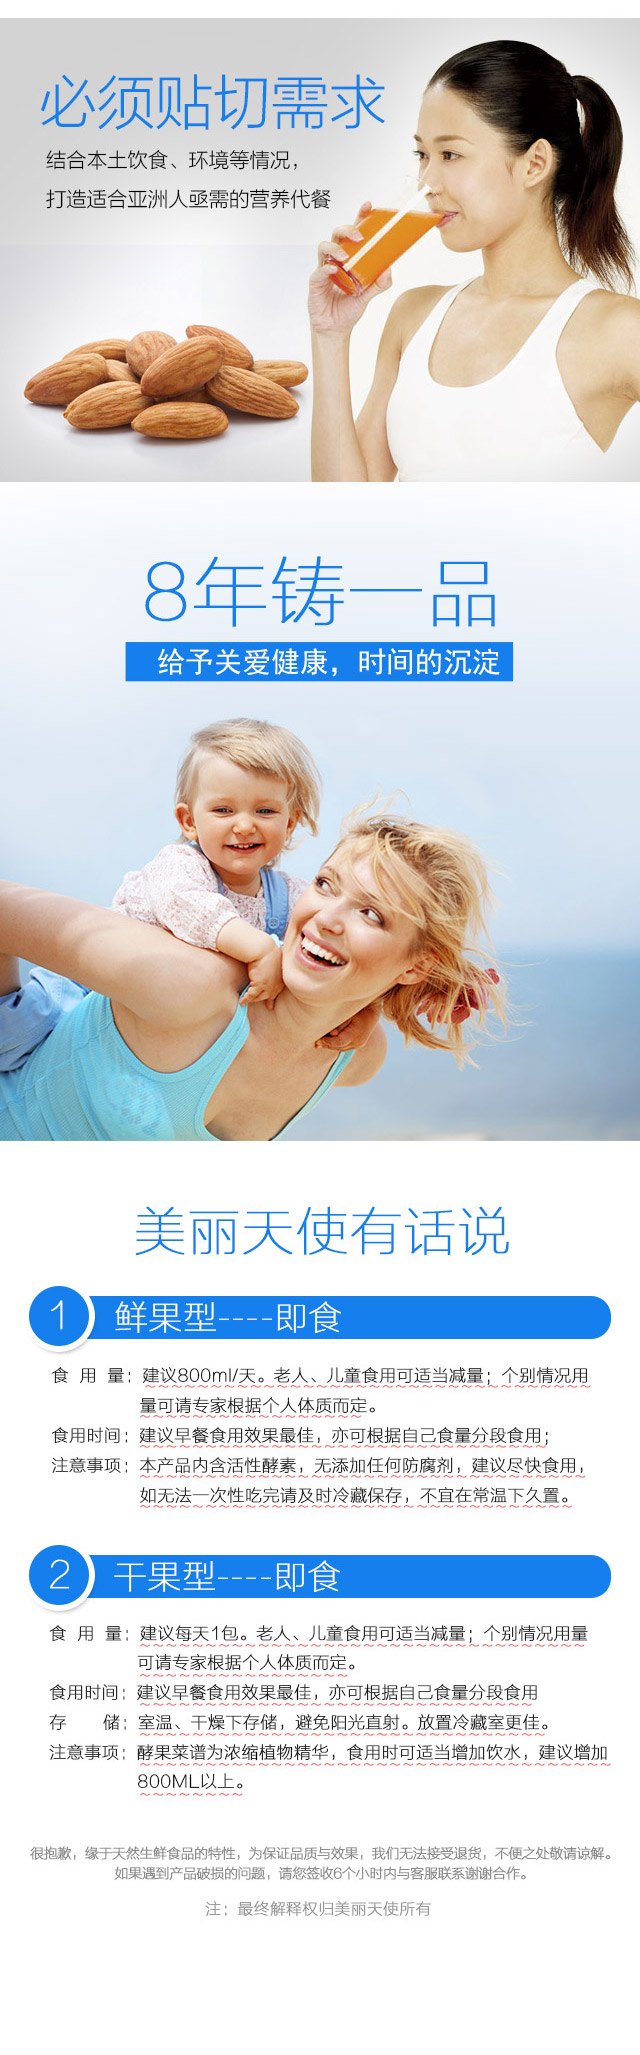 必须贴切需求
结合本土饮食、环境等情况，
打造适合亚洲人亟需的营养代餐
8年铸一品
给予关爱健康，时间的沉淀
美丽天使有话说
1 鲜果型----即食
食 用 量：建议800ml/天。老人、儿童食用可适当减量；个别情况用
量可请专家根据个人体质而定。
食用时间：建议早餐食用效果最佳，亦可根据自己食量分段食用；
注意事项：本产品内含活性酵素，无添加任何防腐剂，建议尽快食用，
如无法一次性吃完请及时冷藏保存，不宜在常温下久置。
2 干果型----即食
食 用 量：建议每天1包。老人、儿童食用可适当减量；个别情况用量
可请专家根据个人体质而定。
食用时间：建议早餐食用效果最佳，亦可根据自己食量分段食用
存 储：室温、干燥下存储，避免阳光直射。放置冷藏室更佳。
注意事项：酵果菜谱为浓缩植物精华，食用时可适当增加饮水，建议增加
800ML以上。
很抱歉，缘于天然生鲜食品的特性，为保证品质与效果，我们无法接受退货，不便之处敬请谅解。
如果遇到产品破损的问题，请您签收6个小时内与客服联系谢谢合作。
注：最终解释权归美丽天使所有